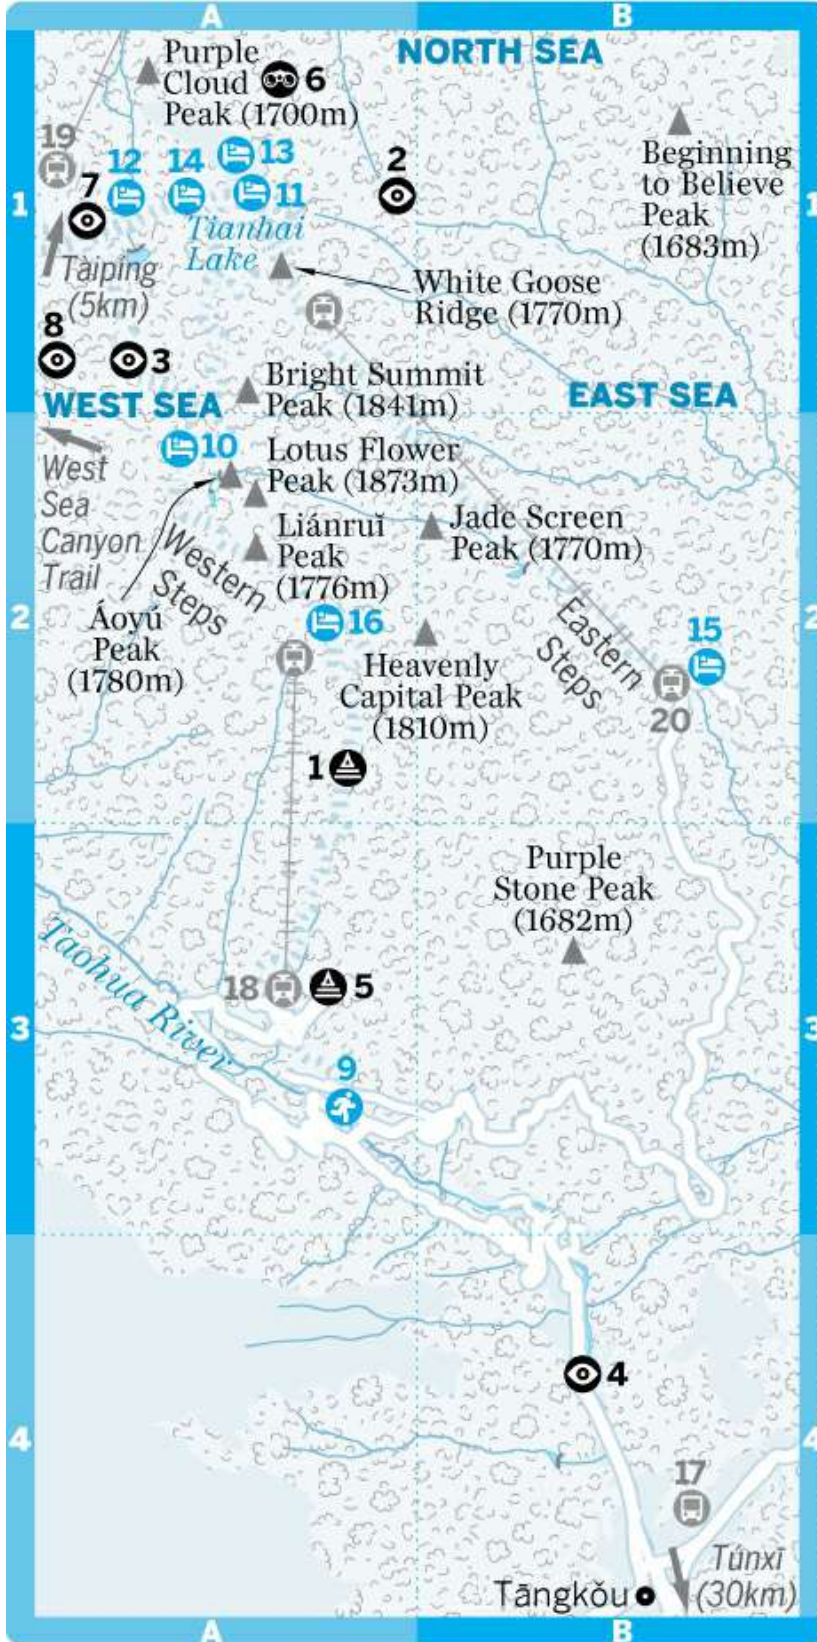 A
B
Purple
Cloud
Peak (1700m)
6
NORTH SEA
19
12
14
13
2
7
11
1
1
Beginning
to Believe
Peak
(1683m)
Tianhai
Lake
Tàipíng
(5km)
White Goose
Ridge (1770m)
8
3
Bright Summit
Peak (1841m)
WEST SEA
EAST SEA
10
Lotus Flower
Peak (1873m)
West
Sea
Canyon
Trail
Western
Steps
Liánruǐ
Peak
(1776m)
Jade Screen
Peak (1770m)
2
2
Áoyú
Peak
(1780m)
16
Eastern
Steps
15
Heavenly
Capital Peak
(1810m)
20
1
Purple
Stone Peak
(1682m)
Taohua River
18
5
3
3
9
4
4
4
17
Túnxī
(30km)
Tāngkǒu
A
B